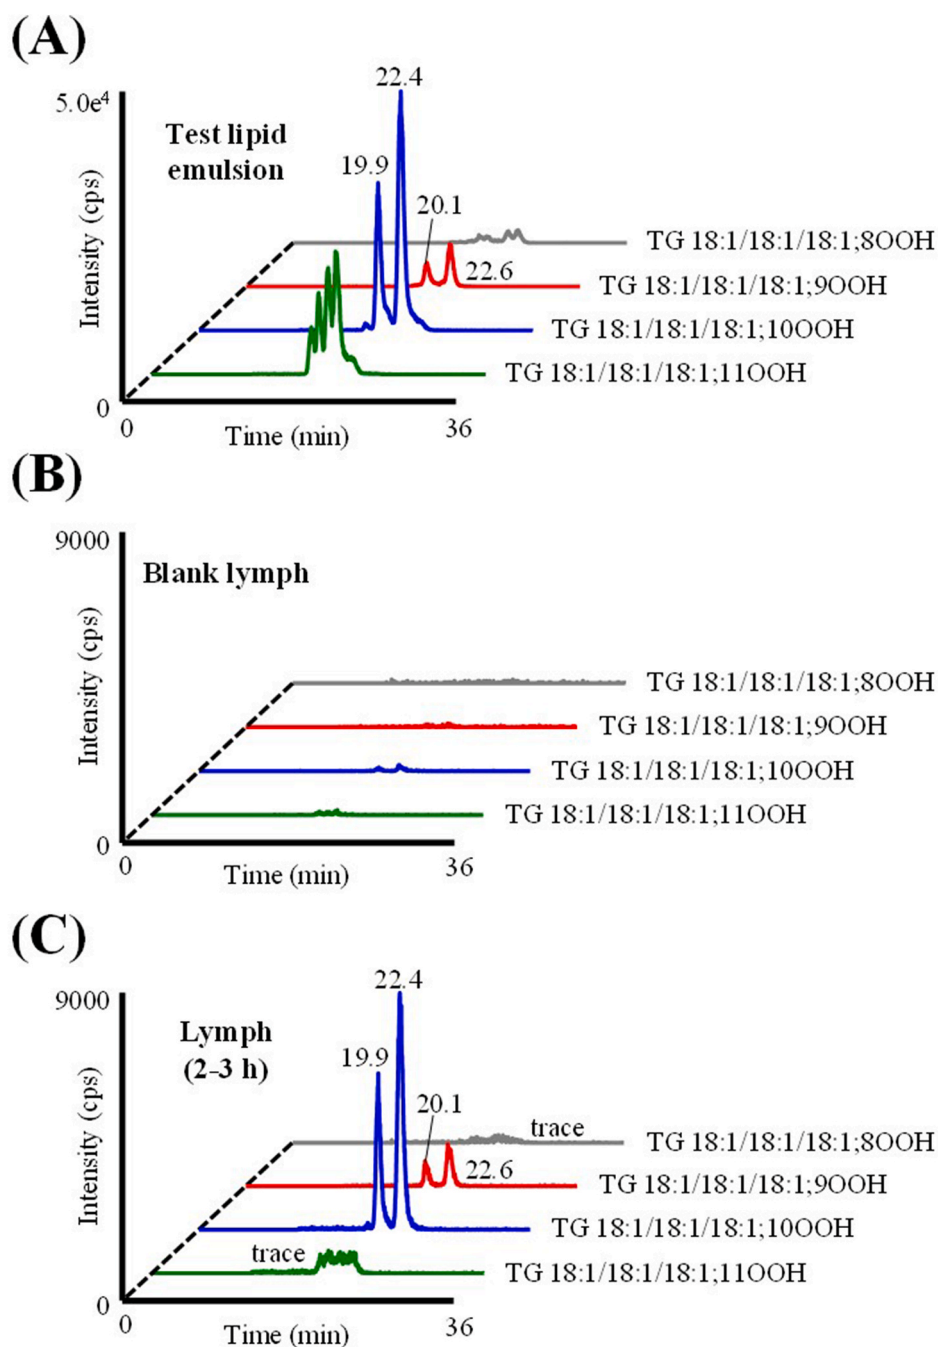 (A)
22.4
5.0e⁴
Test lipid
emulsion
19.9
20.1
Intensity (cps)
TG 18:1/18:1/18:1;8OOH
22.6
TG 18:1/18:1/18:1;9OOH
TG 18:1/18:1/18:1;10OOH
TG 18:1/18:1/18:1;11OOH
0
0
Time (min)
36
(B)
9000
Blank lymph
Intensity (cps)
TG 18:1/18:1/18:1;8OOH
TG 18:1/18:1/18:1;9OOH
TG 18:1/18:1/18:1;10OOH
TG 18:1/18:1/18:1;11OOH
0
0
Time (min)
36
(C)
22.4
9000
Lymph
(2–3 h)
19.9
20.1
Intensity (cps)
trace
TG 18:1/18:1/18:1;8OOH
22.6
TG 18:1/18:1/18:1;9OOH
TG 18:1/18:1/18:1;10OOH
trace
TG 18:1/18:1/18:1;11OOH
0
0
Time (min)
36